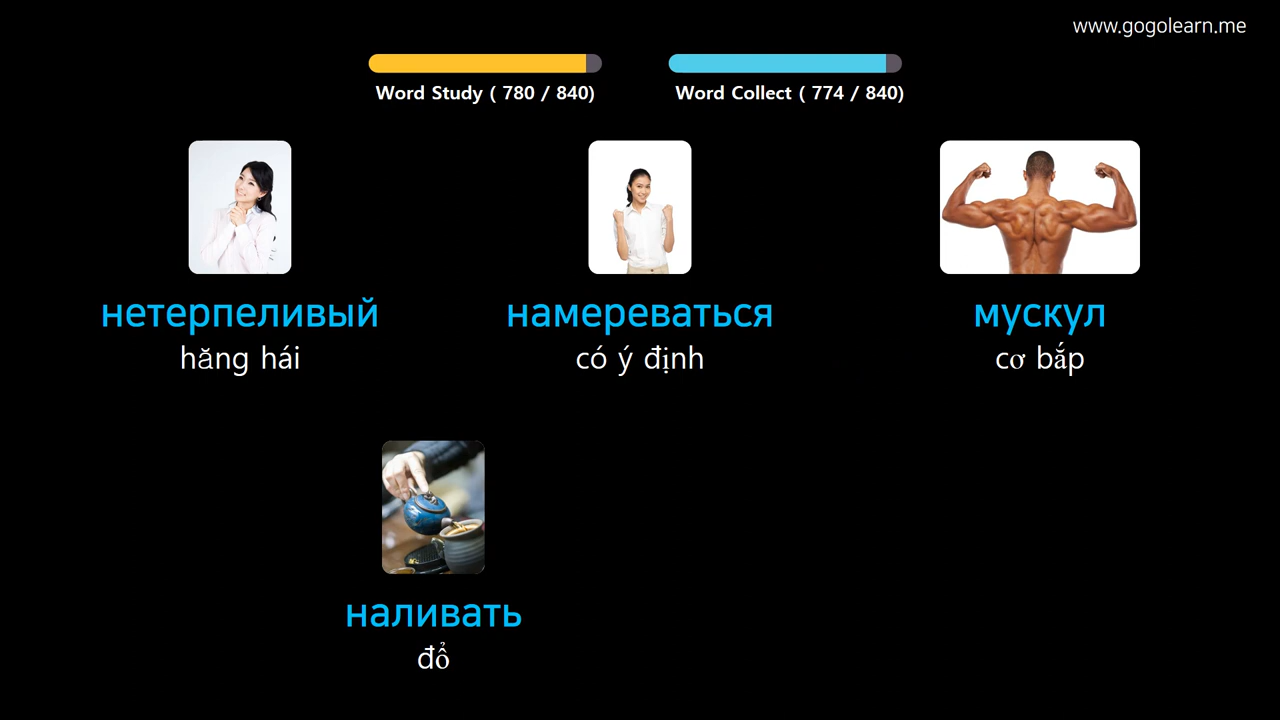 www.gogolearn.me
Word Study ( 780 / 840)
Word Collect ( 774 / 840)
нетерпеливый
hăng hái
намереваться
có ý định
мускул
cơ bắp
наливать
đổ